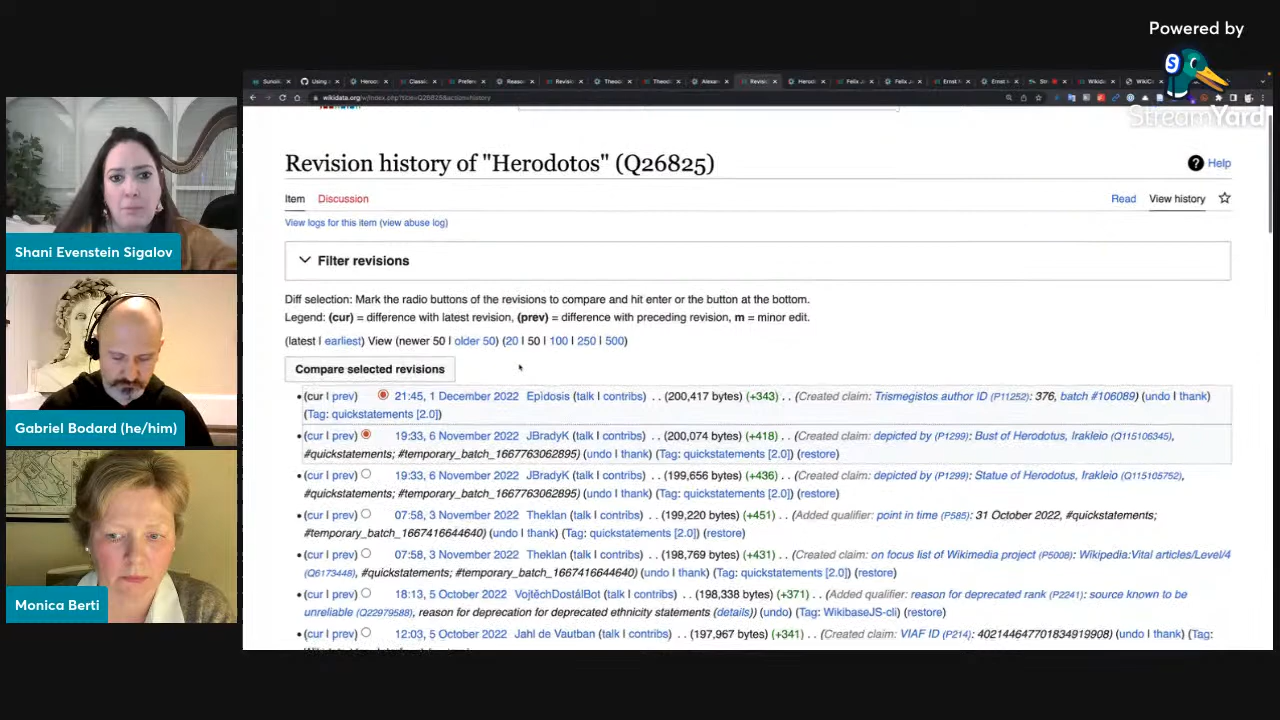 Powered by
StreamYard
Shani Evenstein Sigalov
Gabriel Bodard (he/him)
Monica Berti
Revision history of "Herodotos" (Q26825)
Help
Item Discussion Read View history
View logs for this item (view abuse log)
Filter revisions
Diff selection: Mark the radio buttons of the revisions to compare and hit enter or the button at the bottom.
Legend: (cur) = difference with latest revision, (prev) = difference with preceding revision, m = minor edit.
(latest | earliest) View (newer 50 | older 50) (20 | 50 | 100 | 250 | 500)
Compare selected revisions
(cur | prev) 21:45, 1 December 2022 Epìdosis (talk | contribs) . . (200,417 bytes) (+343) . . (Created claim: Trismegistos author ID (P11252): 376, batch #106089) (undo | thank)
(Tag: quickstatements [2.0])
(cur | prev) 19:33, 6 November 2022 JBradyK (talk | contribs) . . (200,074 bytes) (+418) . . (Created claim: depicted by (P1299): Bust of Herodotus, Irakleio (Q115106345),
#quickstatements; #temporary_batch_1667763062895) (undo | thank) (Tag: quickstatements [2.0]) (restore)
(cur | prev) 19:33, 6 November 2022 JBradyK (talk | contribs) . . (199,656 bytes) (+436) . . (Created claim: depicted by (P1299): Statue of Herodotus, Irakleio (Q115105752),
#quickstatements; #temporary_batch_1667763062895) (undo | thank) (Tag: quickstatements [2.0]) (restore)
(cur | prev) 07:58, 3 November 2022 Theklan (talk | contribs) . . (199,220 bytes) (+451) . . (Added qualifier: point in time (P585): 31 October 2022, #quickstatements;
#temporary_batch_1667416644640) (undo | thank) (Tag: quickstatements [2.0]) (restore)
(cur | prev) 07:58, 3 November 2022 Theklan (talk | contribs) . . (198,769 bytes) (+431) . . (Created claim: on focus list of Wikimedia project (P5008): Wikipedia:Vital articles/Level/4
(Q6173448), #quickstatements; #temporary_batch_1667416644640) (undo | thank) (Tag: quickstatements [2.0]) (restore)
(cur | prev) 18:13, 5 October 2022 VojtěchDostálBot (talk | contribs) . . (198,338 bytes) (+371) . . (Added qualifier: reason for deprecated rank (P2241): source known to be
unreliable (Q22979588), reason for deprecation for deprecated ethnicity statements (details)) (undo) (Tag: WikibaseJS-cli) (restore)
(cur | prev) 12:03, 5 October 2022 Jahl de Vautban (talk | contribs) . . (197,967 bytes) (+341) . . (Created claim: VIAF ID (P214): 402144647701834919908) (undo | thank) (Tag: